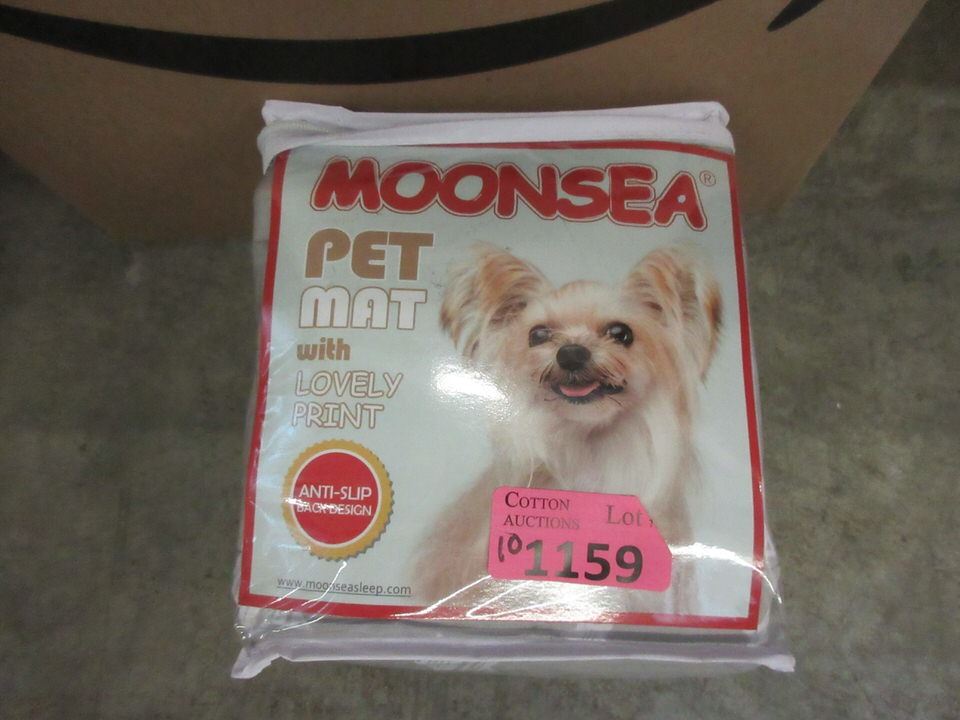 MOONSEA®
PET
MAT
with
LOVELY
PRINT
ANTI-SLIP
BACK DESIGN
www.moonseasleep.com
COTTON
AUCTIONS Lot
10 1159